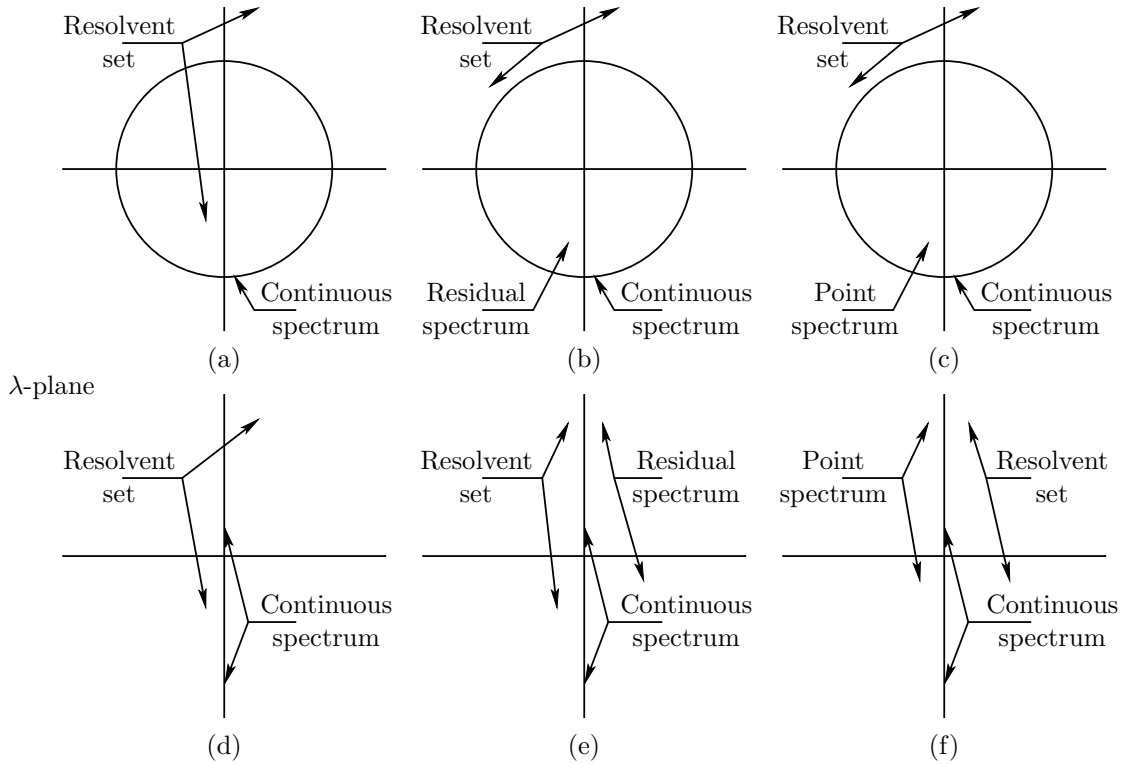 Resolvent
set
Continuous
spectrum
(a)
Resolvent
set
Residual
spectrum
Continuous
spectrum
(b)
Resolvent
set
Point
spectrum
Continuous
spectrum
(c)
λ-plane
Resolvent
set
Continuous
spectrum
(d)
Resolvent
set
Residual
spectrum
Continuous
spectrum
(e)
Point
spectrum
Resolvent
set
Continuous
spectrum
(f)